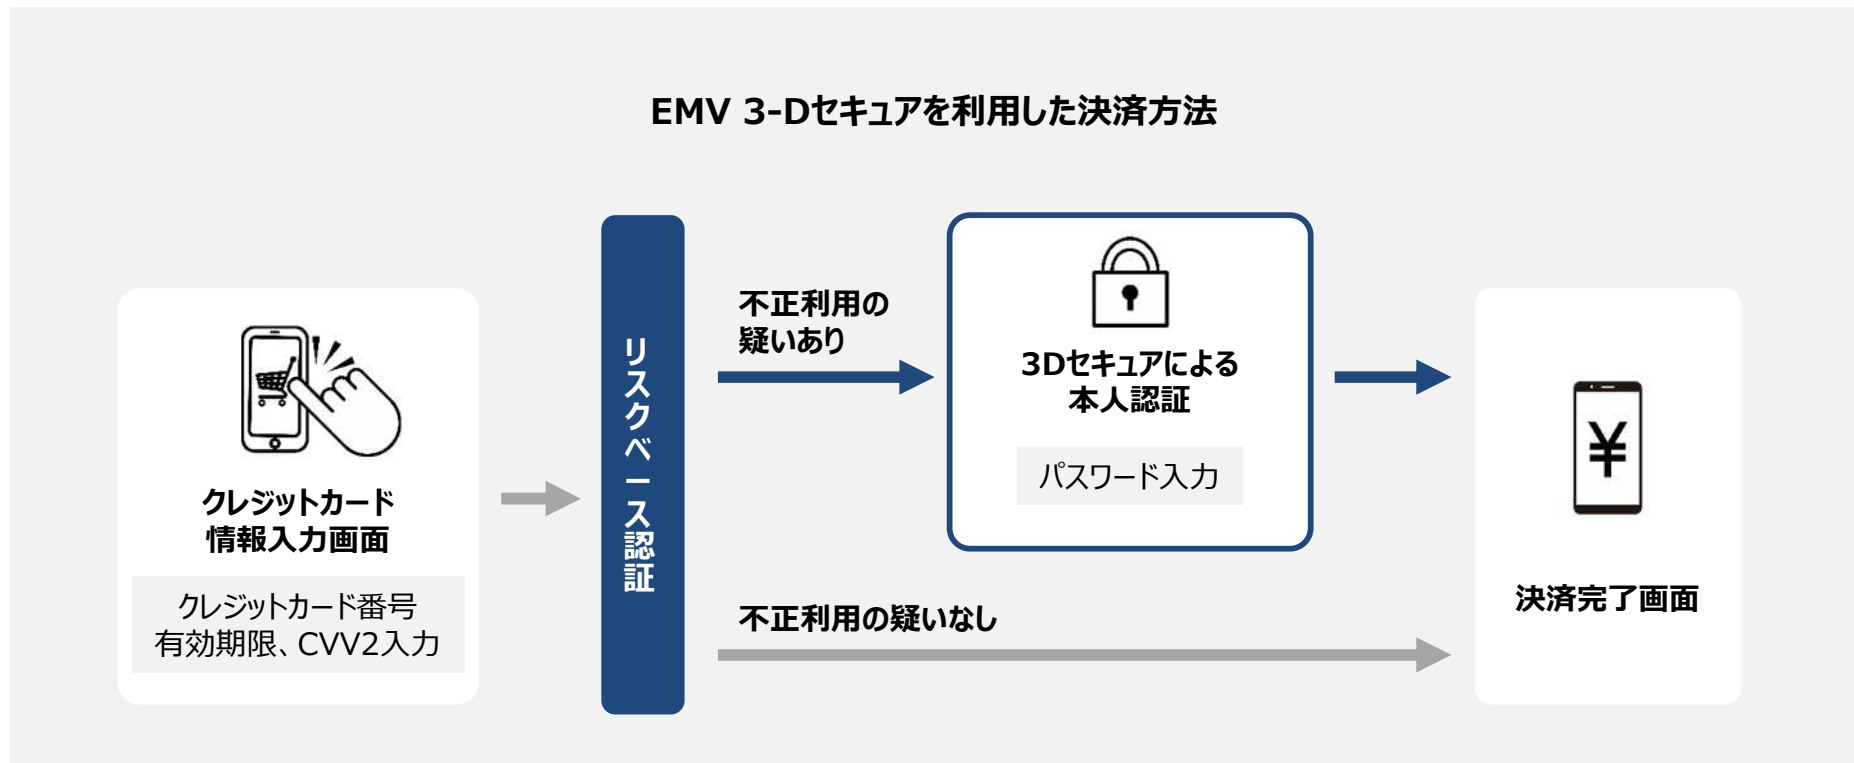 EMV 3-Dセキュアを利用した決済方法
クレジットカード
情報入力画面
クレジットカード番号
有効期限、CVV2入力
リスクベース認証
不正利用の
疑いあり
3Dセキュアによる
本人認証
パスワード入力
不正利用の疑いなし
¥
決済完了画面